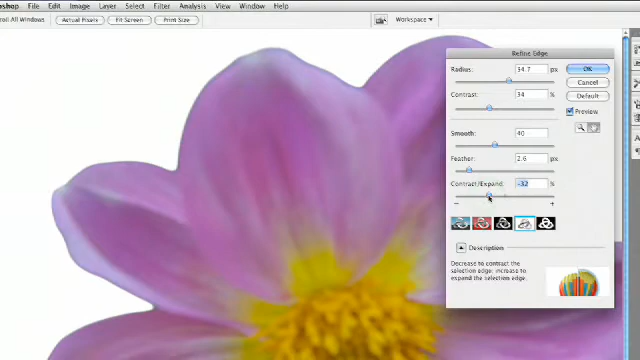 shop File Edit Image Layer Select Filter Analysis View Window Help
roll All Windows Actual Pixels Fit Screen Print Size Workspace
Refine Edge
Radius: 34.7 px OK
Cancel
Contrast: 34 % Default
Preview
Smooth: 40
Feather: 2.6 px
Contract/Expand: -32 %
− +
Description
Decrease to contract the
selection edge; increase to
expand the selection edge.